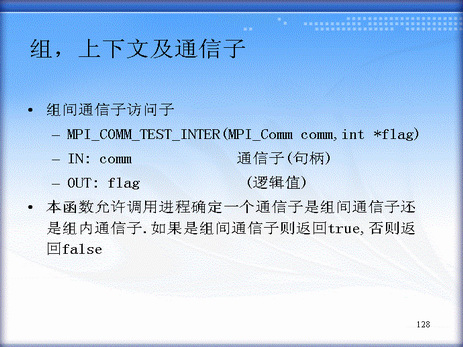 组，上下文及通信子
• 组间通信子访问子
– MPI_COMM_TEST_INTER(MPI_Comm comm,int *flag)
– IN: comm 通信子(句柄)
– OUT: flag (逻辑值)
• 本函数允许调用进程确定一个通信子是组间通信子还
是组内通信子.如果是组间通信子则返回true,否则返
回false
128